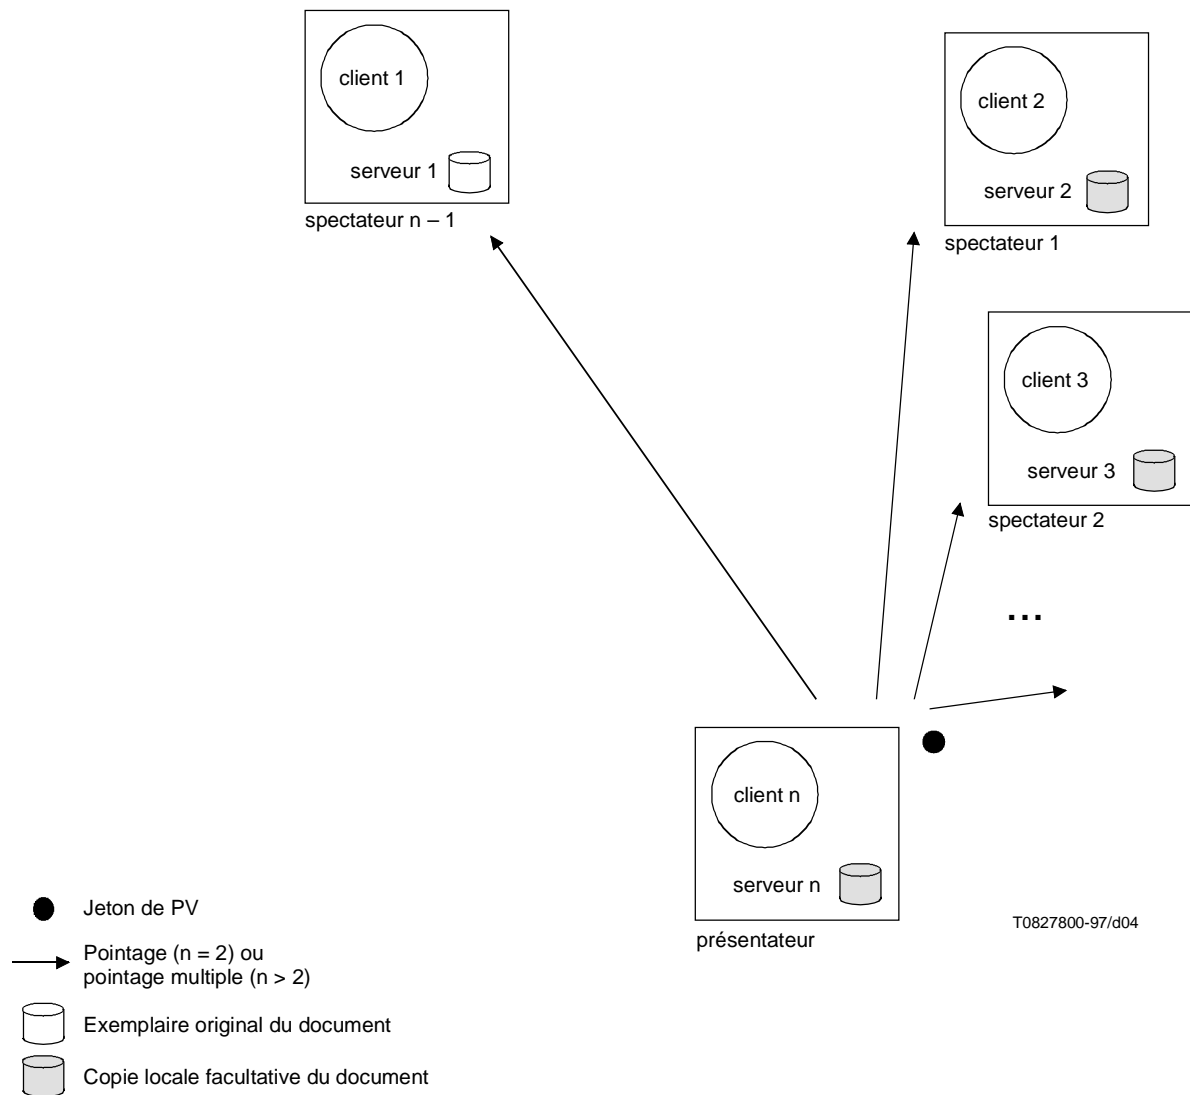 client 1
serveur 1
spectateur n – 1
client 2
serveur 2
spectateur 1
client 3
serveur 3
spectateur 2
...
client n
serveur n
présentateur
T0827800-97/d04
Jeton de PV
Pointage (n = 2) ou
pointage multiple (n > 2)
Exemplaire original du document
Copie locale facultative du document